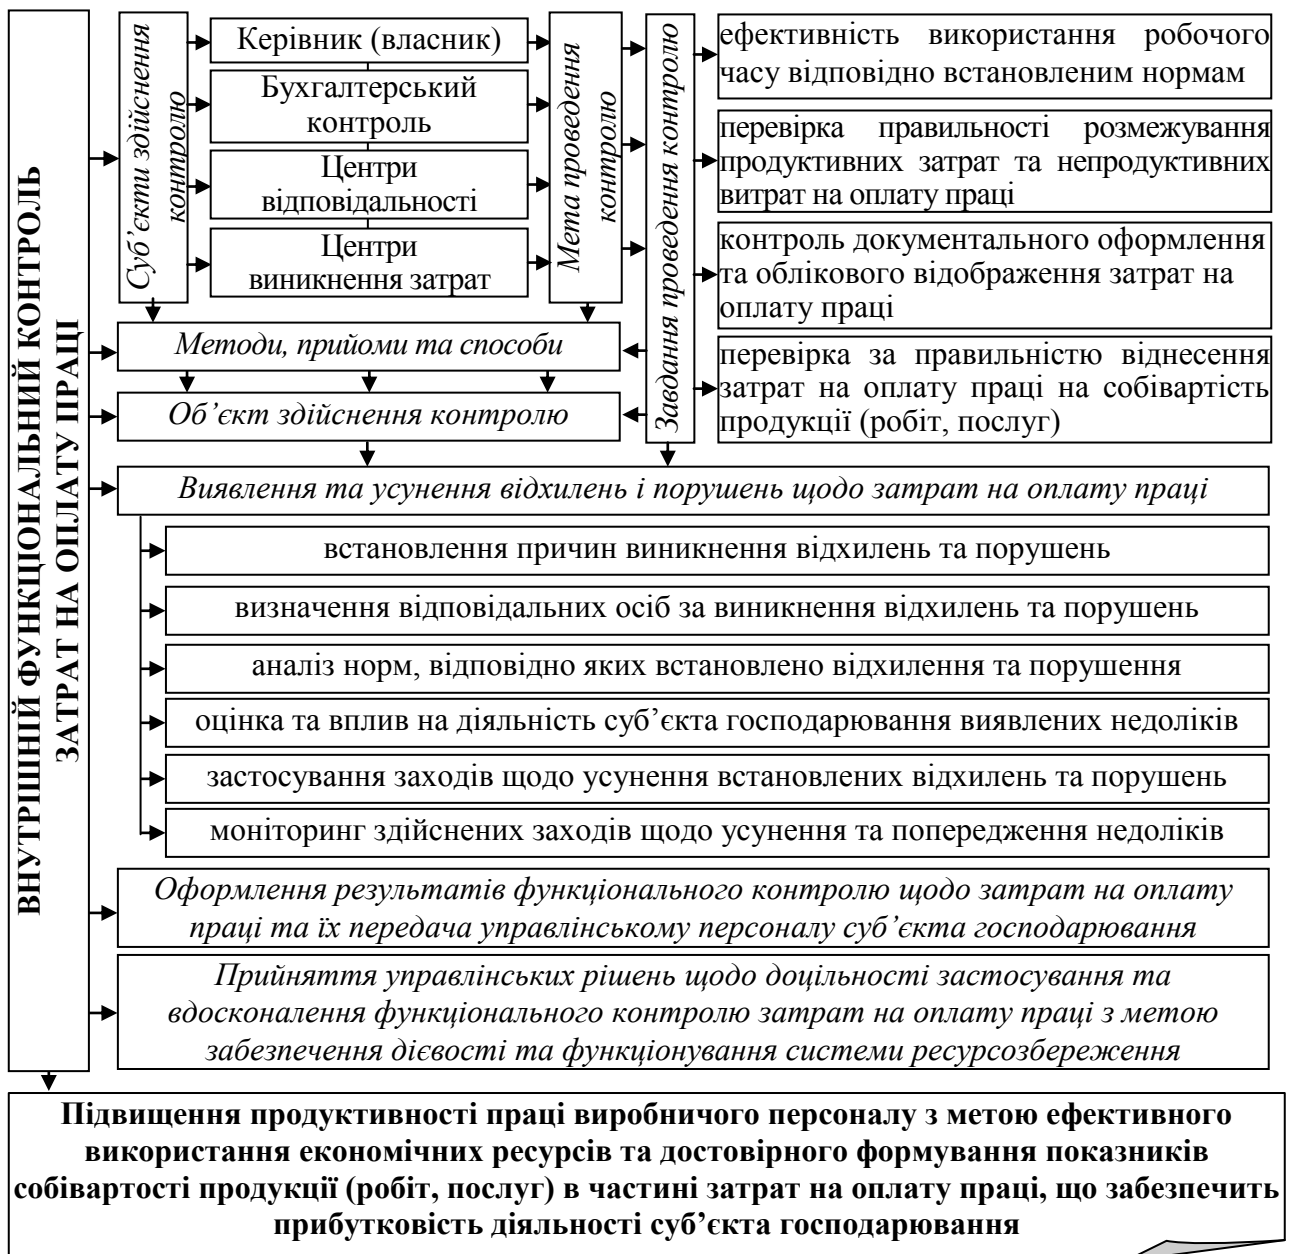 ВНУТРІШНІЙ ФУНКЦІОНАЛЬНИЙ КОНТРОЛЬ
ЗАТРАТ НА ОПЛАТУ ПРАЦІ
Суб’єкти здійснення
контролю
Керівник (власник)
Бухгалтерський
контроль
Центри
відповідальності
Центри
виникнення затрат
Мета проведення
контролю
Завдання проведення контролю
ефективність використання робочого
часу відповідно встановленим нормам
перевірка правильності розмежування
продуктивних затрат та непродуктивних
витрат на оплату праці
контроль документального оформлення
та облікового відображення затрат на
оплату праці
перевірка за правильністю віднесення
затрат на оплату праці на собівартість
продукції (робіт, послуг)
Методи, прийоми та способи
Об’єкт здійснення контролю
Виявлення та усунення відхилень і порушень щодо затрат на оплату праці
встановлення причин виникнення відхилень та порушень
визначення відповідальних осіб за виникнення відхилень та порушень
аналіз норм, відповідно яких встановлено відхилення та порушення
оцінка та вплив на діяльність суб’єкта господарювання виявлених недоліків
застосування заходів щодо усунення встановлених відхилень та порушень
моніторинг здійснених заходів щодо усунення та попередження недоліків
Оформлення результатів функціонального контролю щодо затрат на оплату
праці та їх передача управлінському персоналу суб’єкта господарювання
Прийняття управлінських рішень щодо доцільності застосування та
вдосконалення функціонального контролю затрат на оплату праці з метою
забезпечення дієвості та функціонування системи ресурсозбереження
Підвищення продуктивності праці виробничого персоналу з метою ефективного
використання економічних ресурсів та достовірного формування показників
собівартості продукції (робіт, послуг) в частині затрат на оплату праці, що забезпечить
прибутковість діяльності суб’єкта господарювання